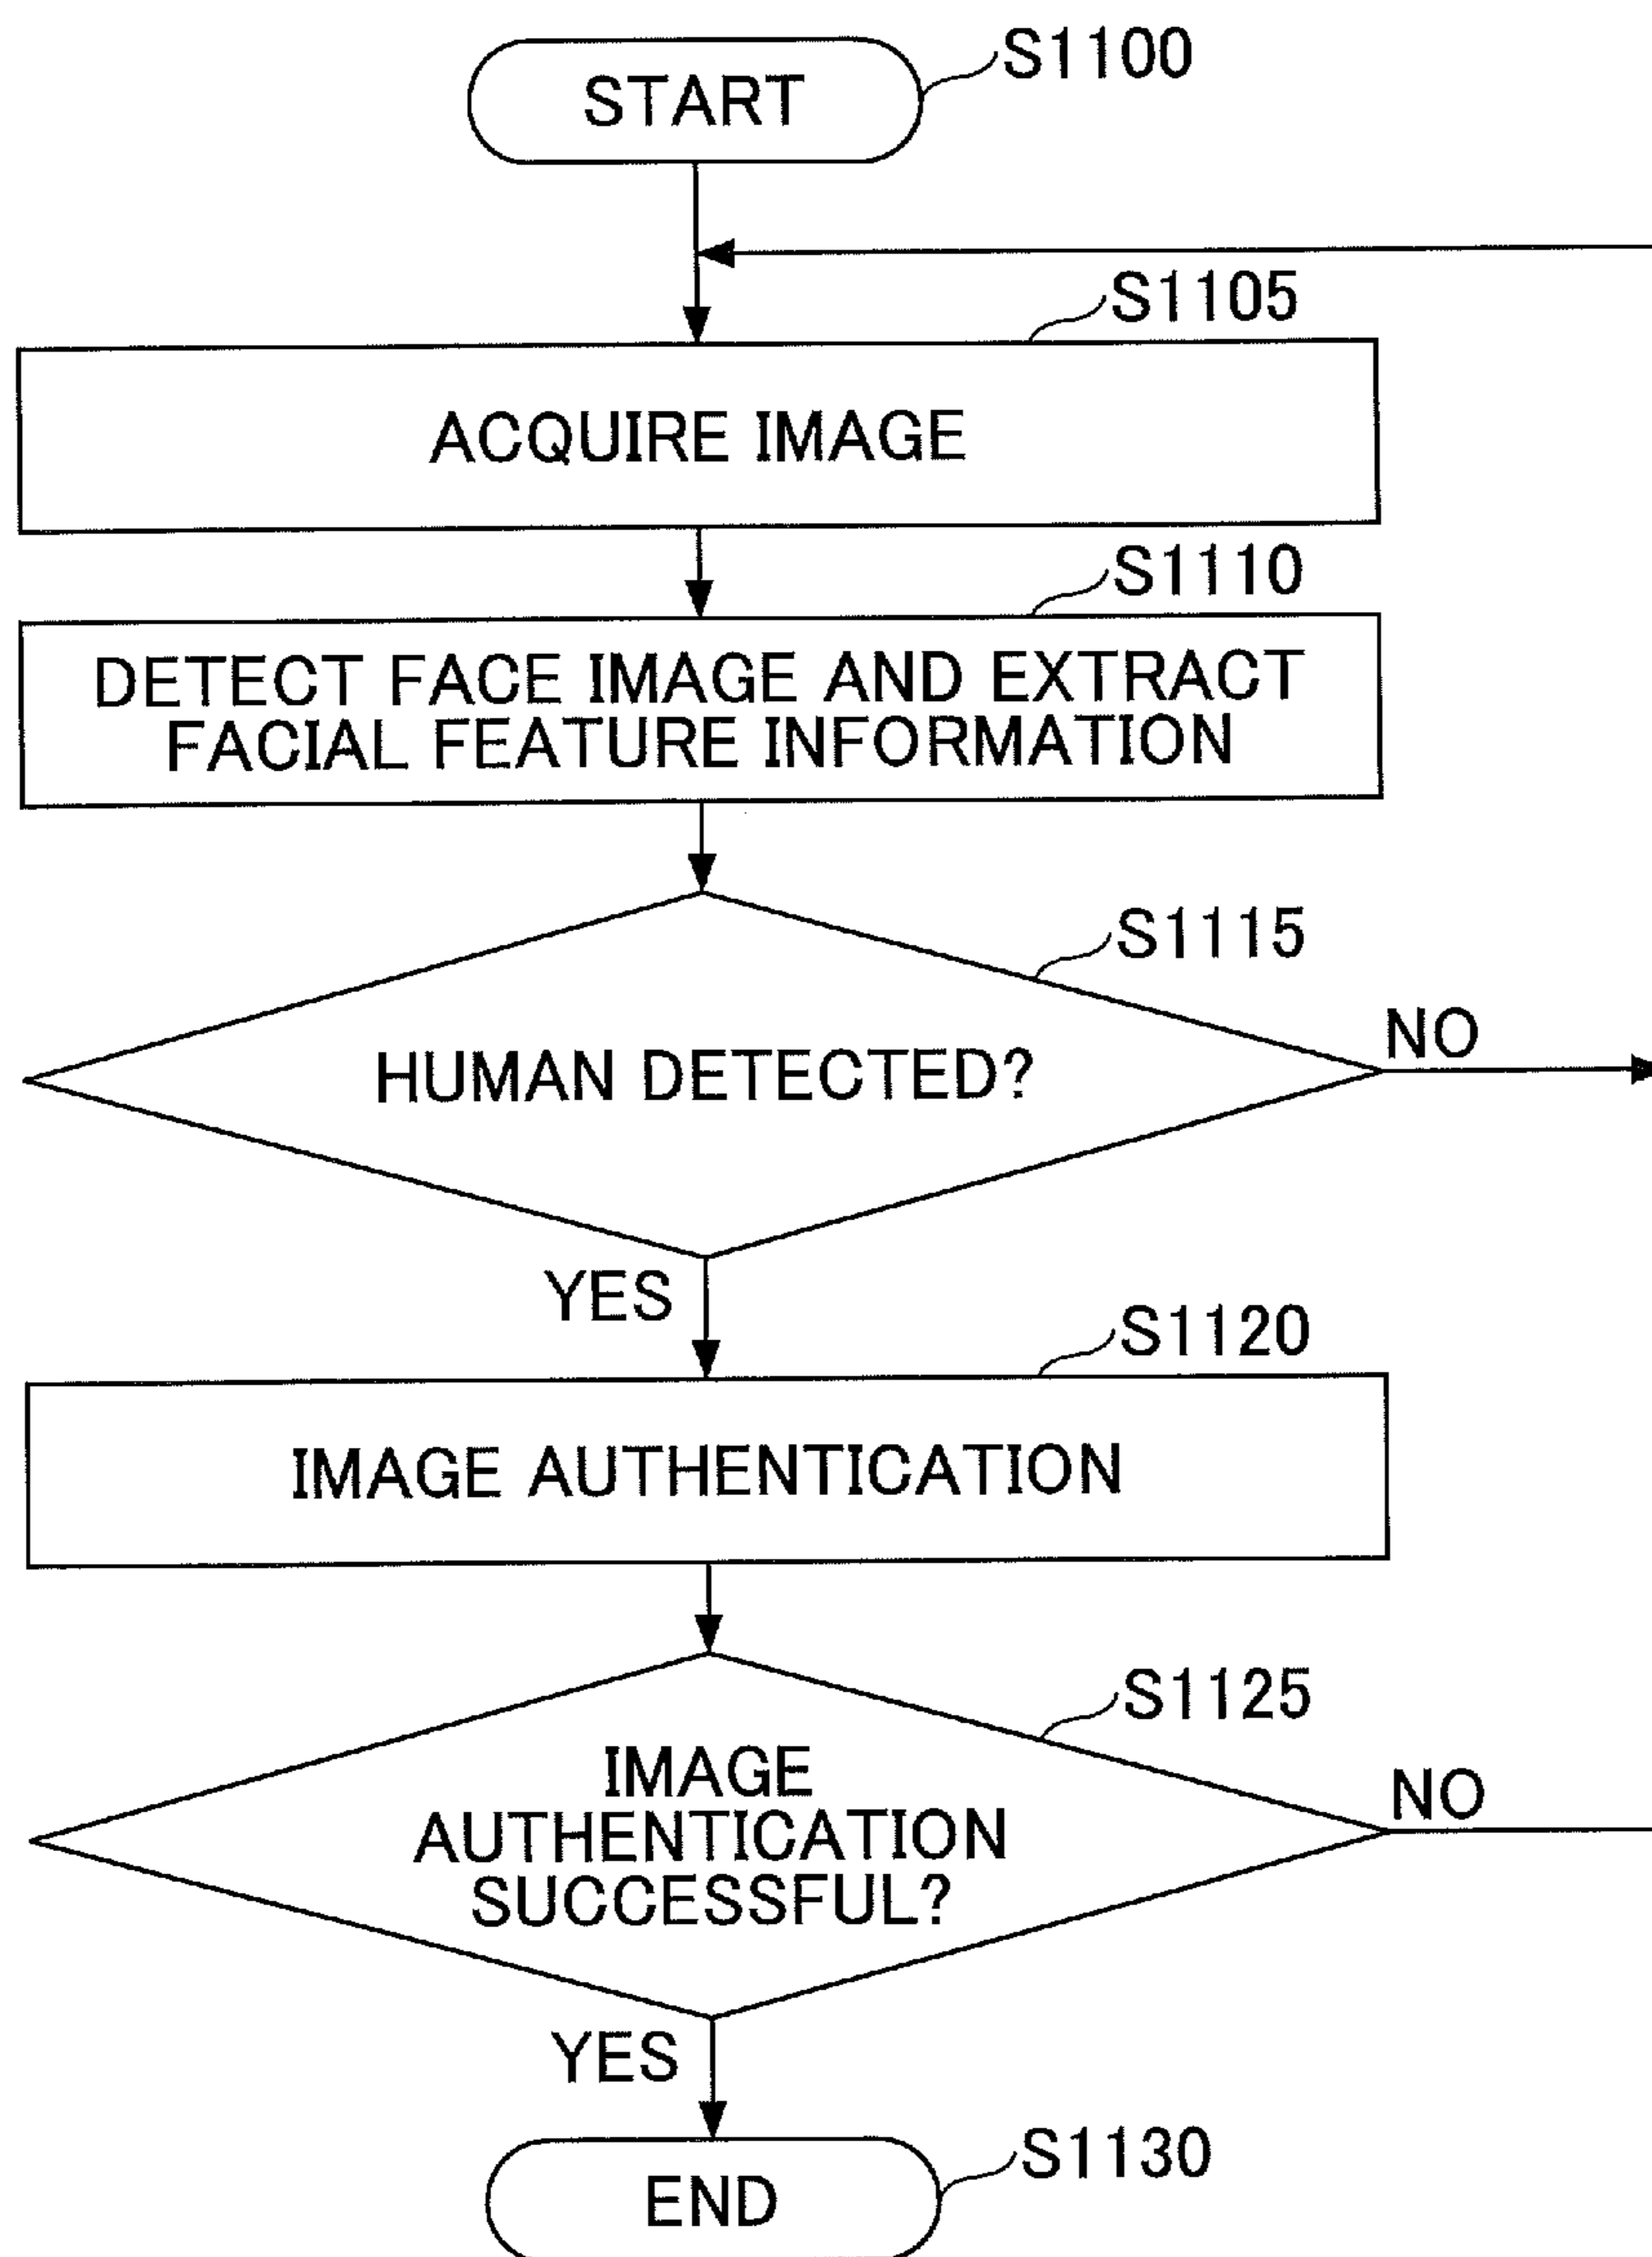 START
S1100
S1105
ACQUIRE IMAGE
S1110
DETECT FACE IMAGE AND EXTRACT
FACIAL FEATURE INFORMATION
S1115
HUMAN DETECTED?
NO
YES
S1120
IMAGE AUTHENTICATION
S1125
IMAGE
AUTHENTICATION
SUCCESSFUL?
NO
YES
END
S1130